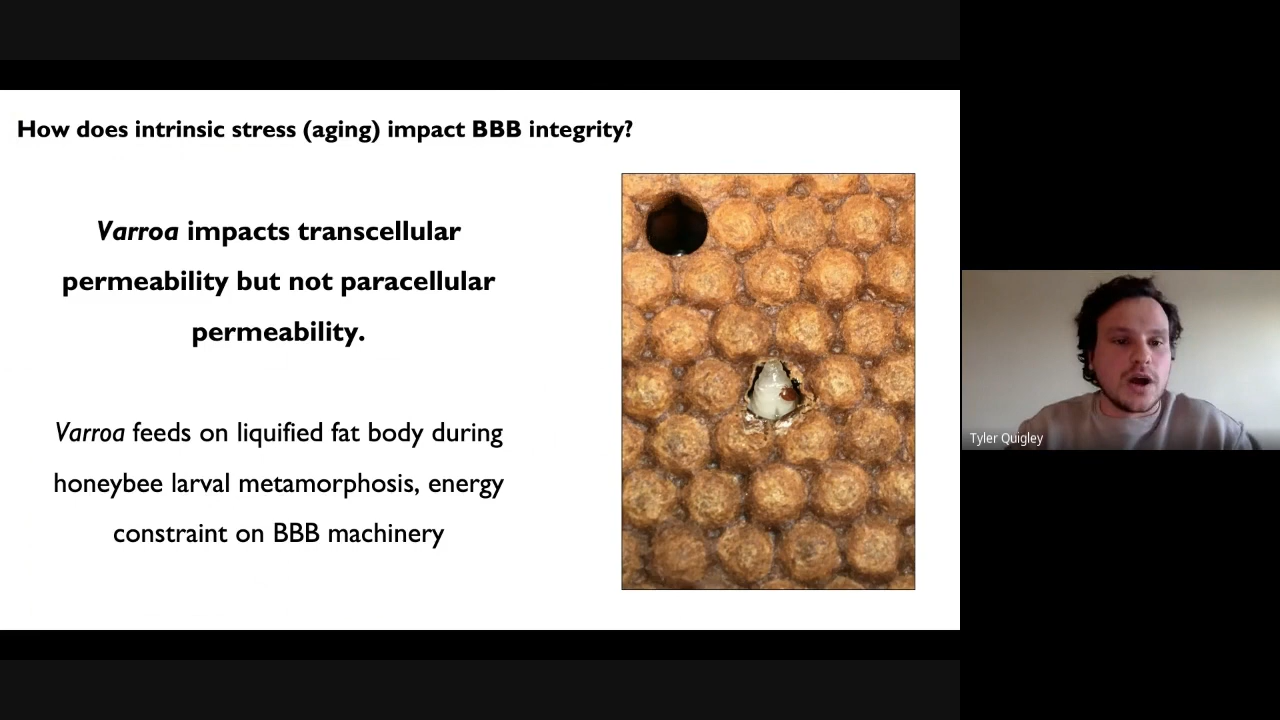 How does intrinsic stress (aging) impact BBB integrity?
Varroa impacts transcellular
permeability but not paracellular
permeability.
Varroa feeds on liquified fat body during
honeybee larval metamorphosis, energy
constraint on BBB machinery
Tyler Quigley